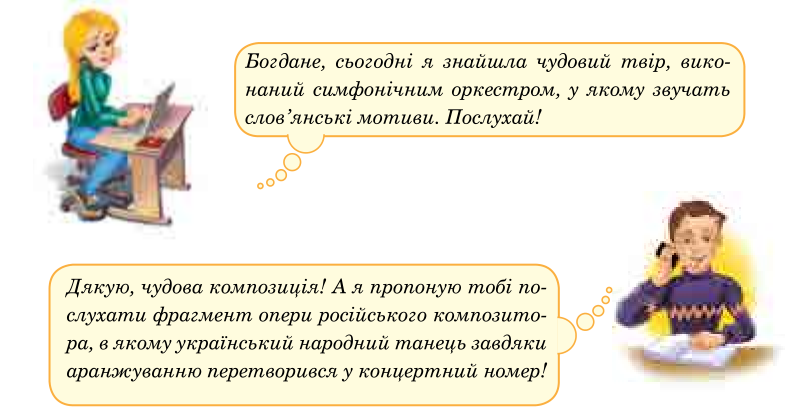 Богдане, сьогодні я знайшла чудовий твір, вико-
наний симфонічним оркестром, у якому звучать
слов’янські мотиви. Послухай!
Дякую, чудова композиція! А я пропоную тобі по-
слухати фрагмент опери російського композито-
ра, в якому український народний танець завдяки
аранжуванню перетворився у концертний номер!